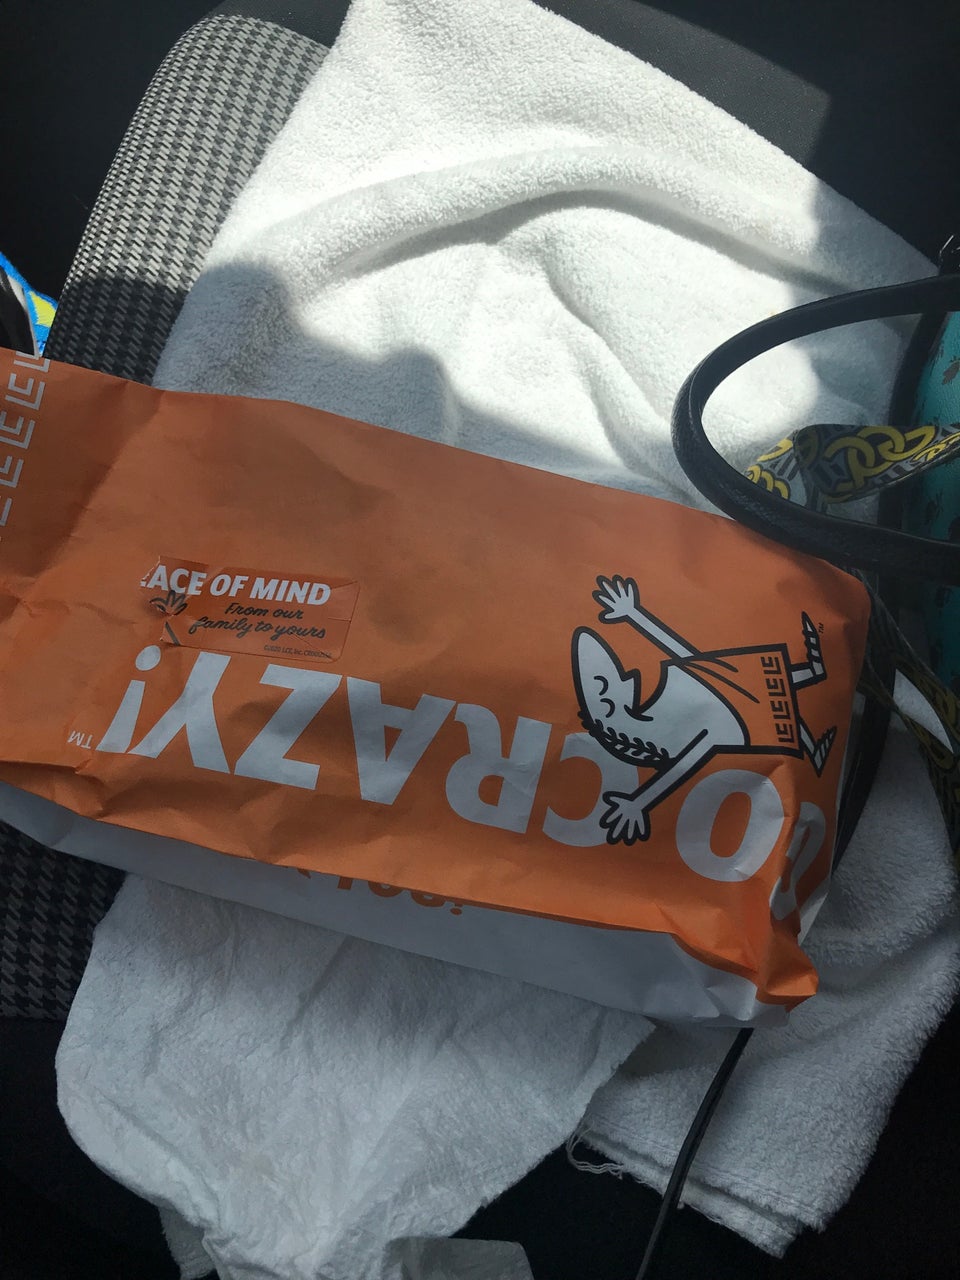 ACE OF MIND
From our
family to yours
CRAZY!
TM